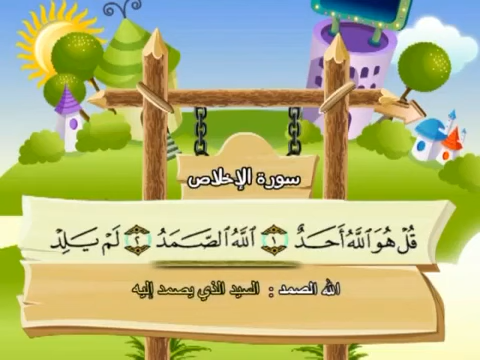 سورة الإخلاص
قُلْ هُوَ اللَّهُ أَحَدٌ ١ اللَّهُ الصَّمَدُ ٢ لَمْ يَلِدْ
الله الصمد : السيد الذي يصمد إليه